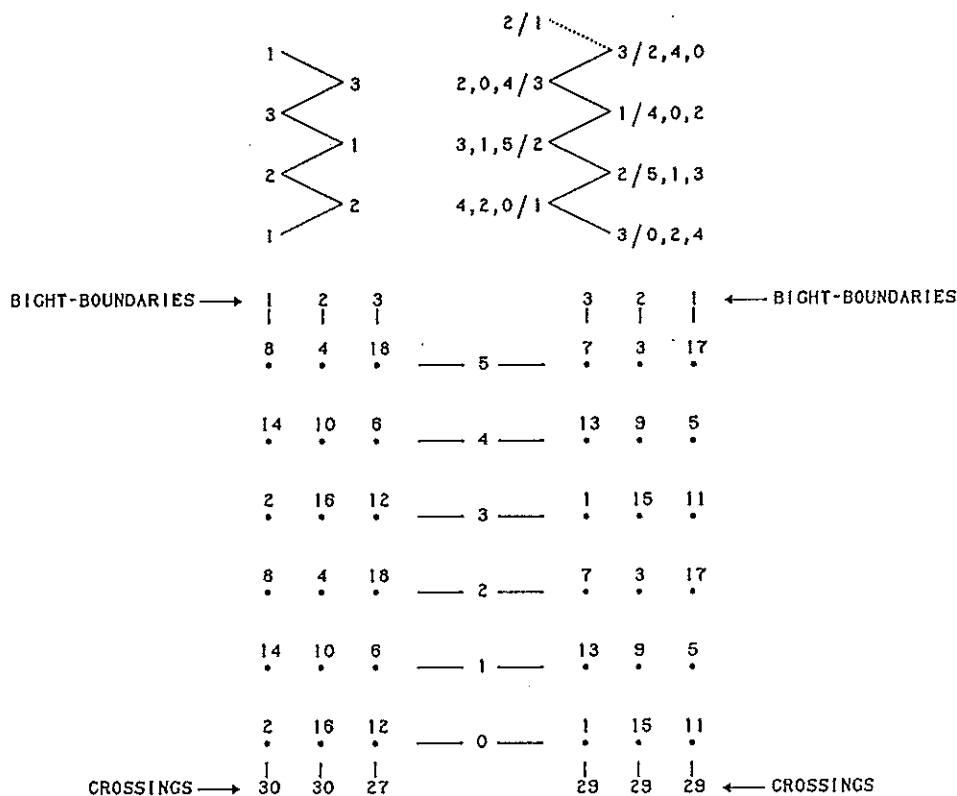 2/1
1 3/2,4,0
3 2,0,4/3
3 1/4,0,2
1 3,1,5/2
2 2/5,1,3
2 4,2,0/1
1 3/0,2,4
BIGHT-BOUNDARIES 1 2 3 3 2 1 BIGHT-BOUNDARIES
8 4 18 7 3 17
5
14 10 6 13 9 5
4
2 16 12 1 15 11
3
8 4 18 7 3 17
2
14 10 6 13 9 5
1
2 16 12 1 15 11
0
CROSSINGS 30 30 27 29 29 29 CROSSINGS